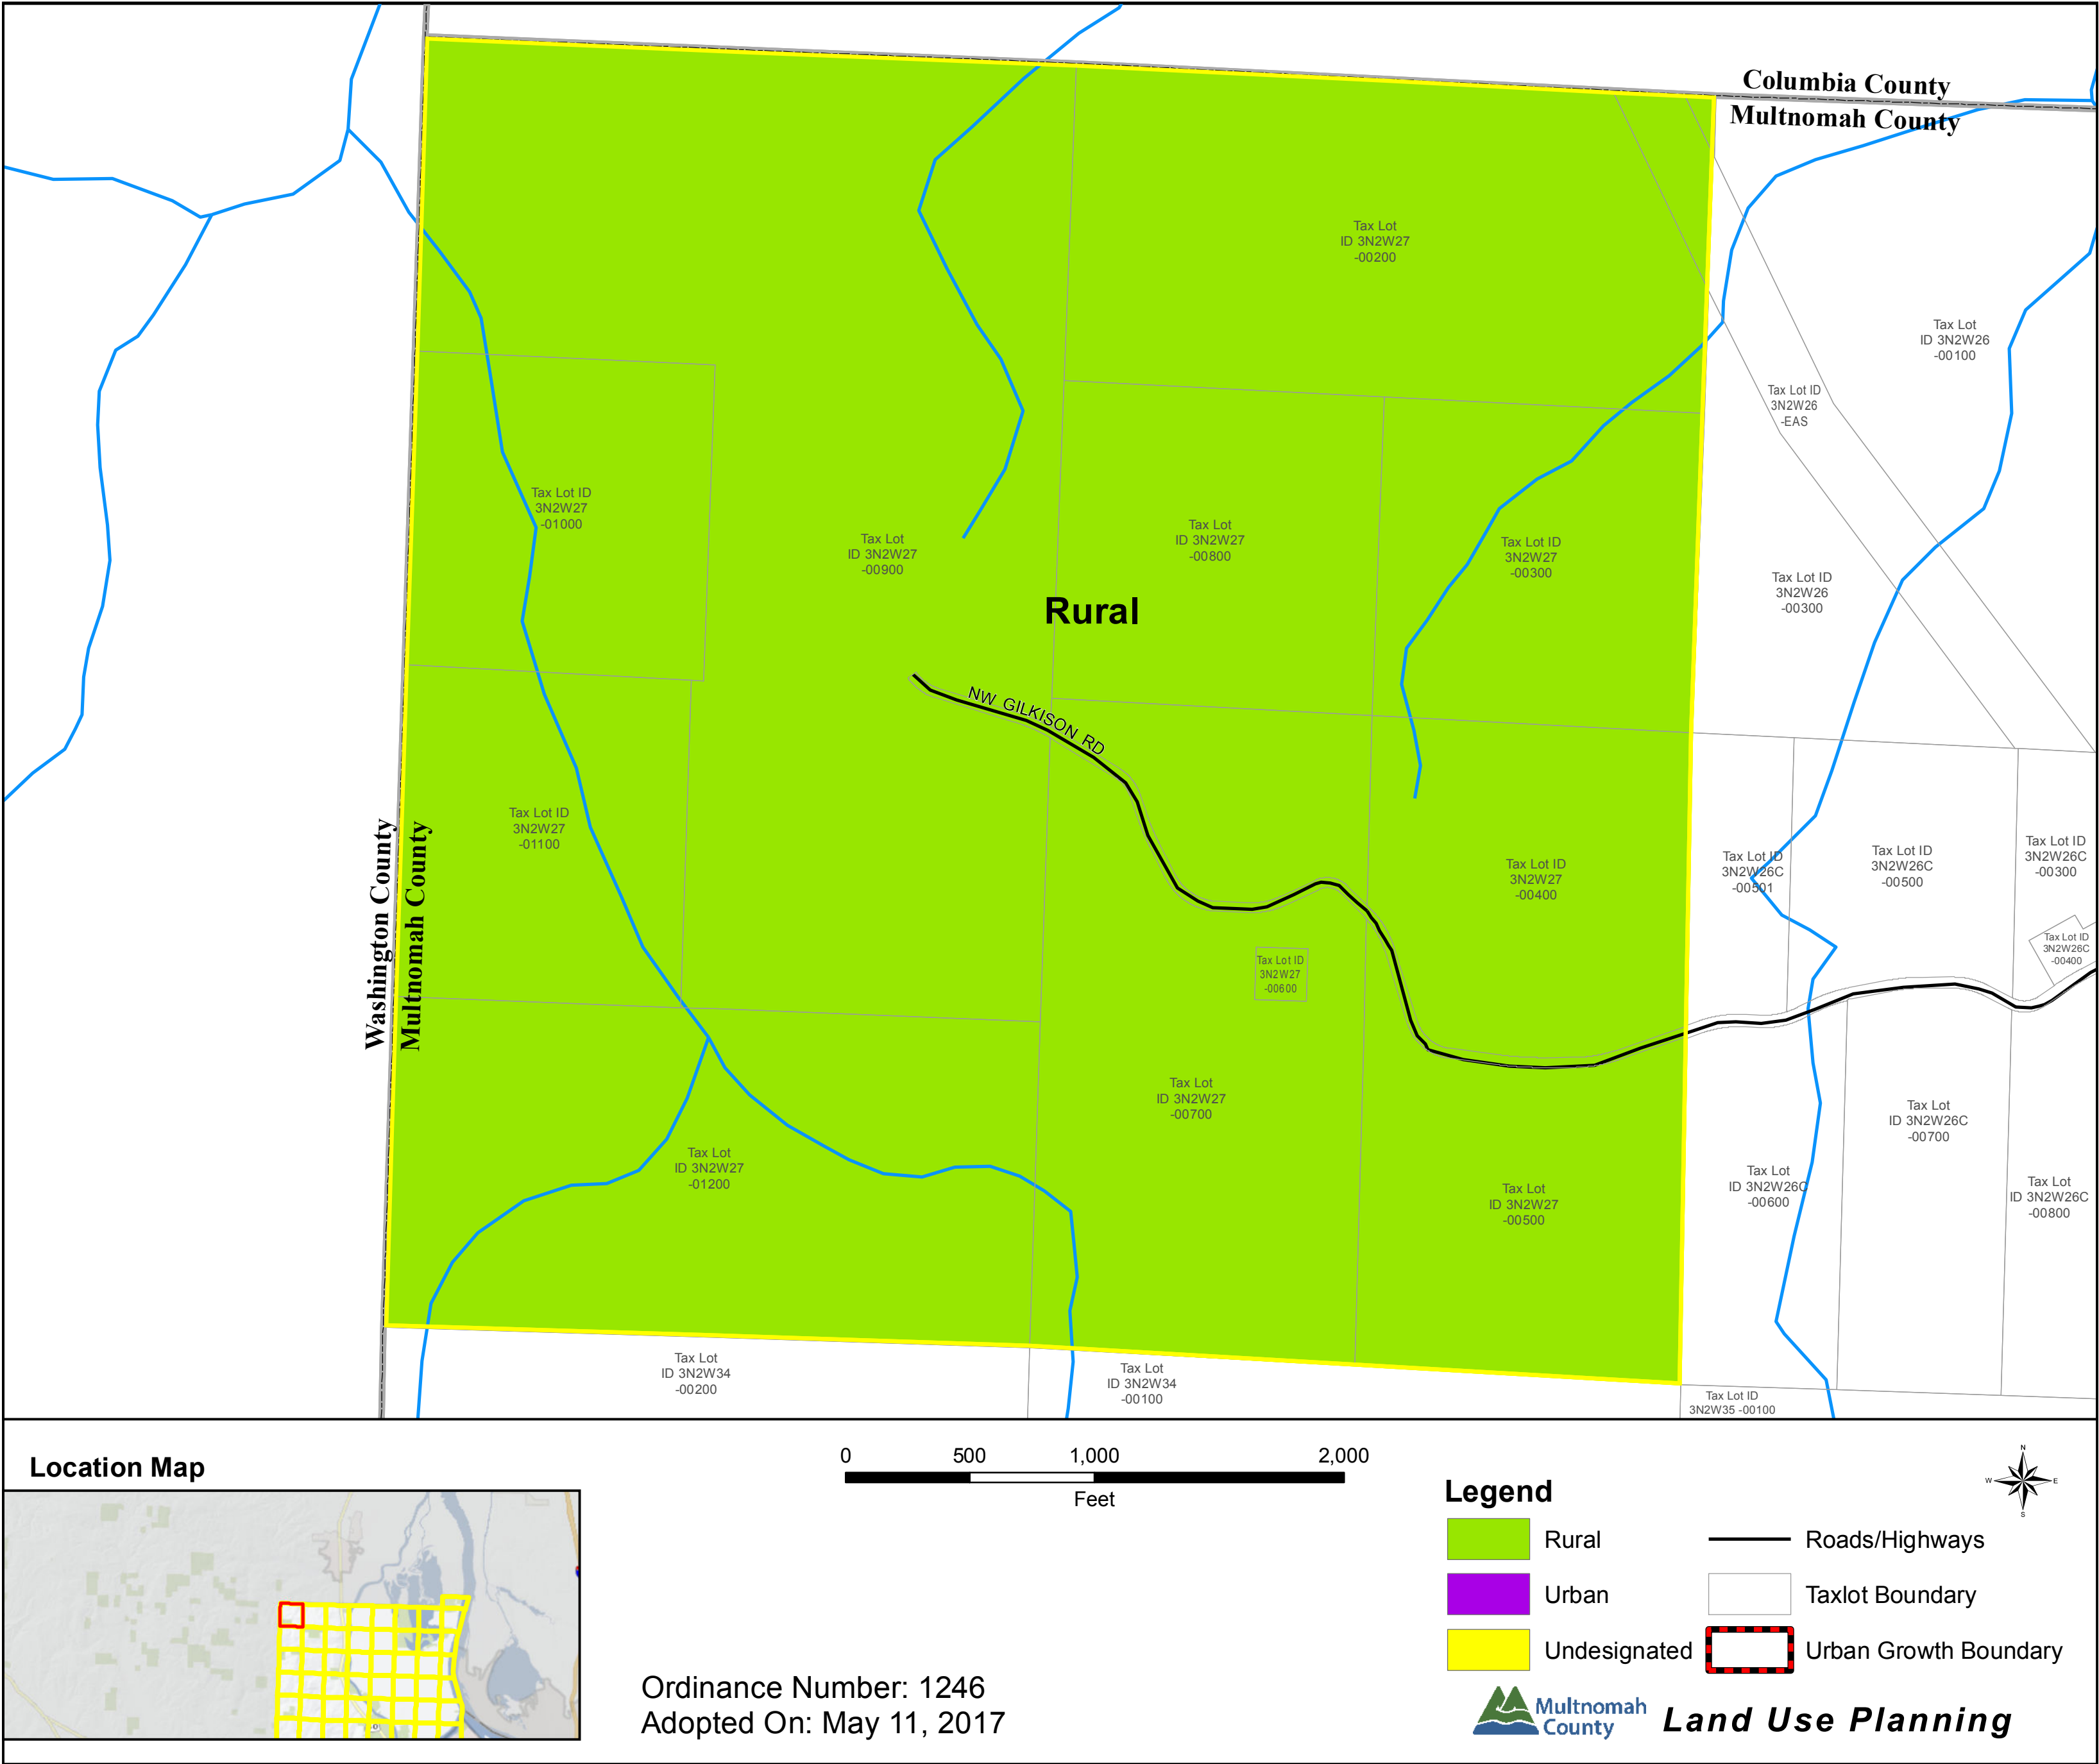 Columbia County
Multnomah County
Tax Lot
ID 3N2W27
-00200
Tax Lot
ID 3N2W26
-00100
Tax Lot ID
3N2W26
-EAS
Tax Lot ID
3N2W27
-01000
Tax Lot
ID 3N2W27
-00900
Tax Lot
ID 3N2W27
-00800
Tax Lot ID
3N2W27
-00300
Tax Lot ID
3N2W26
-00300
Rural
NW GILKISON RD
Tax Lot ID
3N2W27
-01100
Washington County
Multnomah County
Tax Lot ID
3N2W27
-00400
Tax Lot ID
3N2W26C
-00501
Tax Lot ID
3N2W26C
-00500
Tax Lot ID
3N2W26C
-00300
Tax Lot ID
3N2W26C
-00400
Tax Lot ID
3N2W27
-00600
Tax Lot
ID 3N2W27
-00700
Tax Lot
ID 3N2W26C
-00700
Tax Lot
ID 3N2W27
-01200
Tax Lot
ID 3N2W27
-00500
Tax Lot
ID 3N2W26C
-00600
Tax Lot
ID 3N2W26C
-00800
Tax Lot
ID 3N2W34
-00200
Tax Lot
ID 3N2W34
-00100
Tax Lot ID
3N2W35 -00100
Location Map
0 500 1,000 2,000
Feet
N
W E
S
Legend
Rural
Urban
Undesignated
Roads/Highways
Taxlot Boundary
Urban Growth Boundary
Ordinance Number: 1246
Adopted On: May 11, 2017
Multnomah
County
Land Use Planning